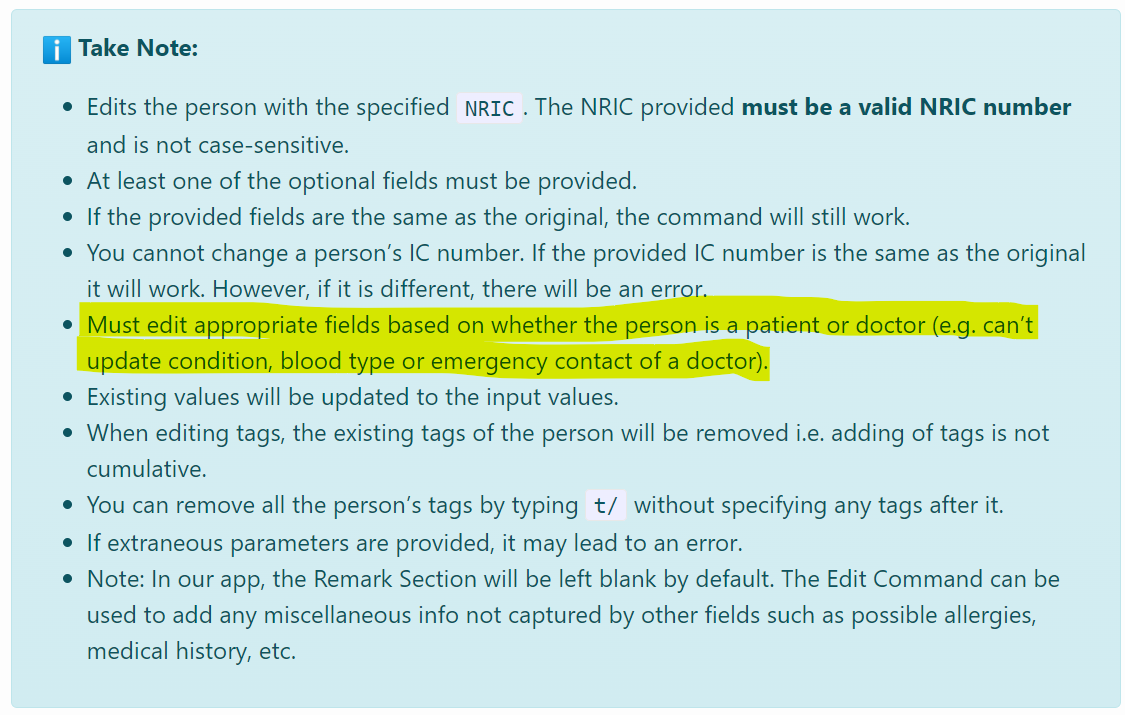 Take Note:
Edits the person with the specified NRIC. The NRIC provided must be a valid NRIC number
and is not case-sensitive.
At least one of the optional fields must be provided.
If the provided fields are the same as the original, the command will still work.
You cannot change a person’s IC number. If the provided IC number is the same as the original
it will work. However, if it is different, there will be an error.
Must edit appropriate fields based on whether the person is a patient or doctor (e.g. can’t
update condition, blood type or emergency contact of a doctor).
Existing values will be updated to the input values.
When editing tags, the existing tags of the person will be removed i.e. adding of tags is not
cumulative.
You can remove all the person’s tags by typing t/ without specifying any tags after it.
If extraneous parameters are provided, it may lead to an error.
Note: In our app, the Remark Section will be left blank by default. The Edit Command can be
used to add any miscellaneous info not captured by other fields such as possible allergies,
medical history, etc.